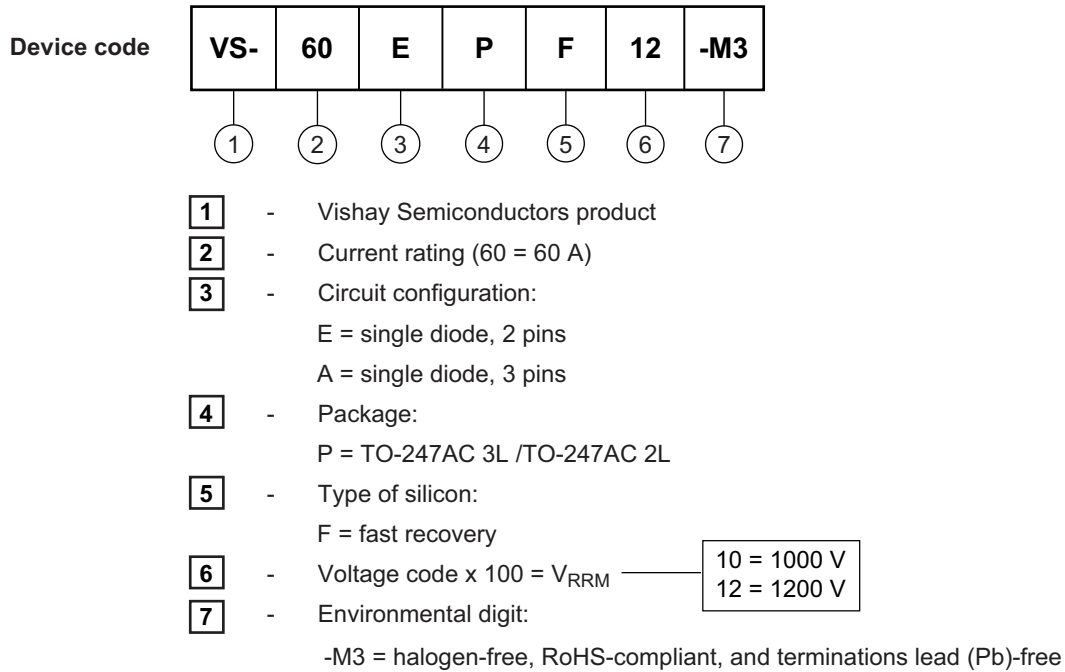 Device code VS- 60 E P F 12 -M3
1 2 3 4 5 6 7
1 - Vishay Semiconductors product
2 - Current rating (60 = 60 A)
3 - Circuit configuration:
E = single diode, 2 pins
A = single diode, 3 pins
4 - Package:
P = TO-247AC 3L /TO-247AC 2L
5 - Type of silicon:
F = fast recovery
6 - Voltage code x 100 = VRRM
10 = 1000 V
12 = 1200 V
7 - Environmental digit:
-M3 = halogen-free, RoHS-compliant, and terminations lead (Pb)-free